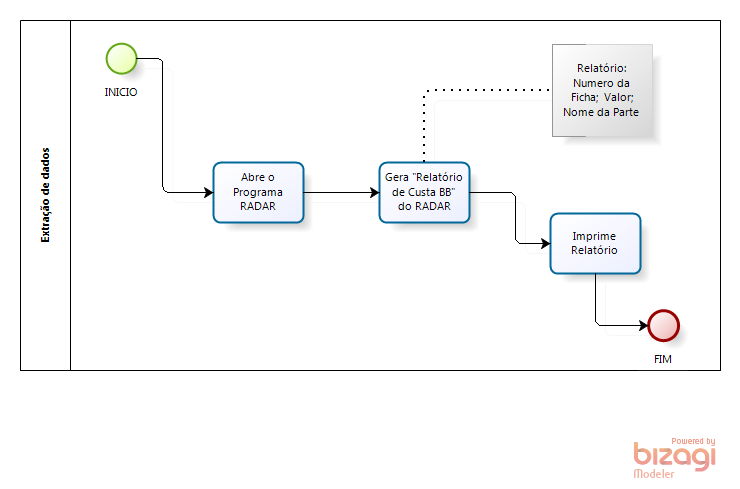 Extração de dados
INICIO
Abre o
Programa
RADAR
Gera "Relatório
de Custa BB"
do RADAR
Relatório:
Numero da
Ficha; Valor;
Nome da Parte
Imprime
Relatório
FIM
Powered by
bizagi
Modeler